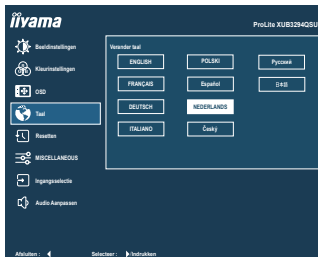 iiyama
ProLite XUB3294QSU
Beeldinstellingen
Kleurinstellingen
OSD
Taal
Resetten
MISCELLANEOUS
Ingangsselectie
Audio Aanpassen
Verander taal
ENGLISH POLSKI Русский
FRANÇAIS Español 日本語
DEUTSCH NEDERLANDS
ITALIANO Český
Afsluiten : Selecteer : /Indrukken